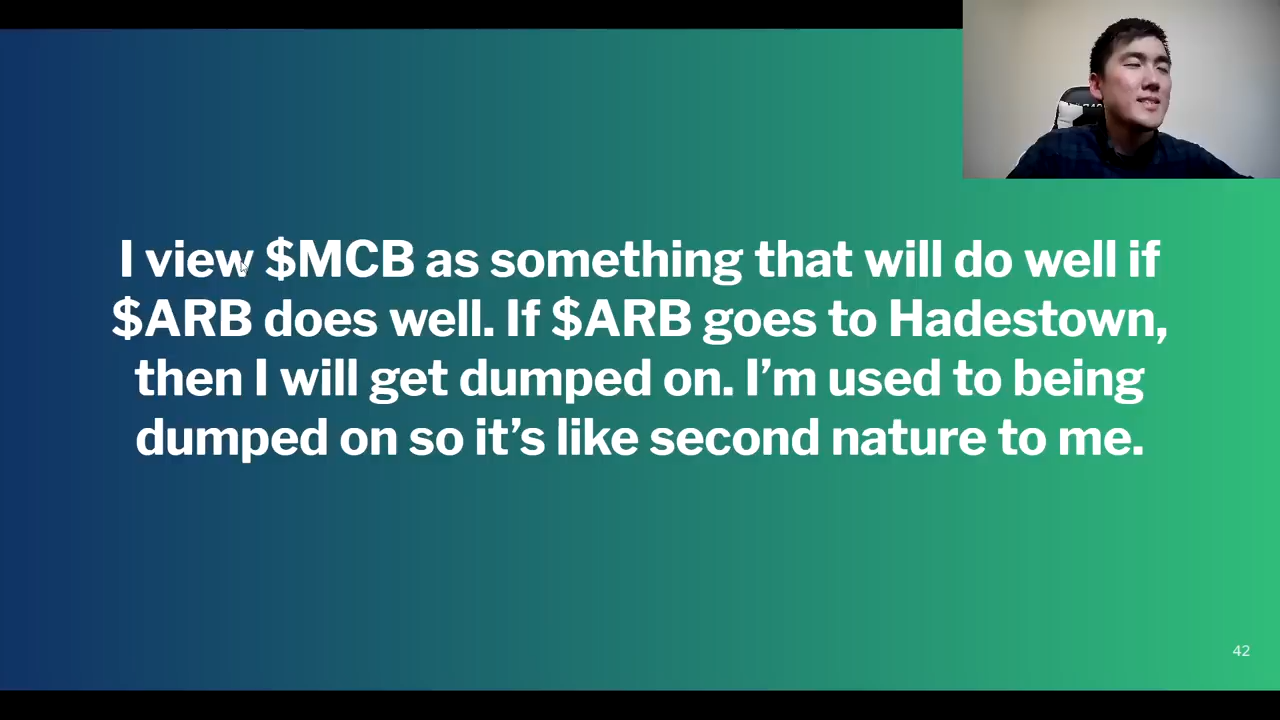 I view $MCB as something that will do well if
$ARB does well. If $ARB goes to Hadestown,
then I will get dumped on. I’m used to being
dumped on so it’s like second nature to me.
42